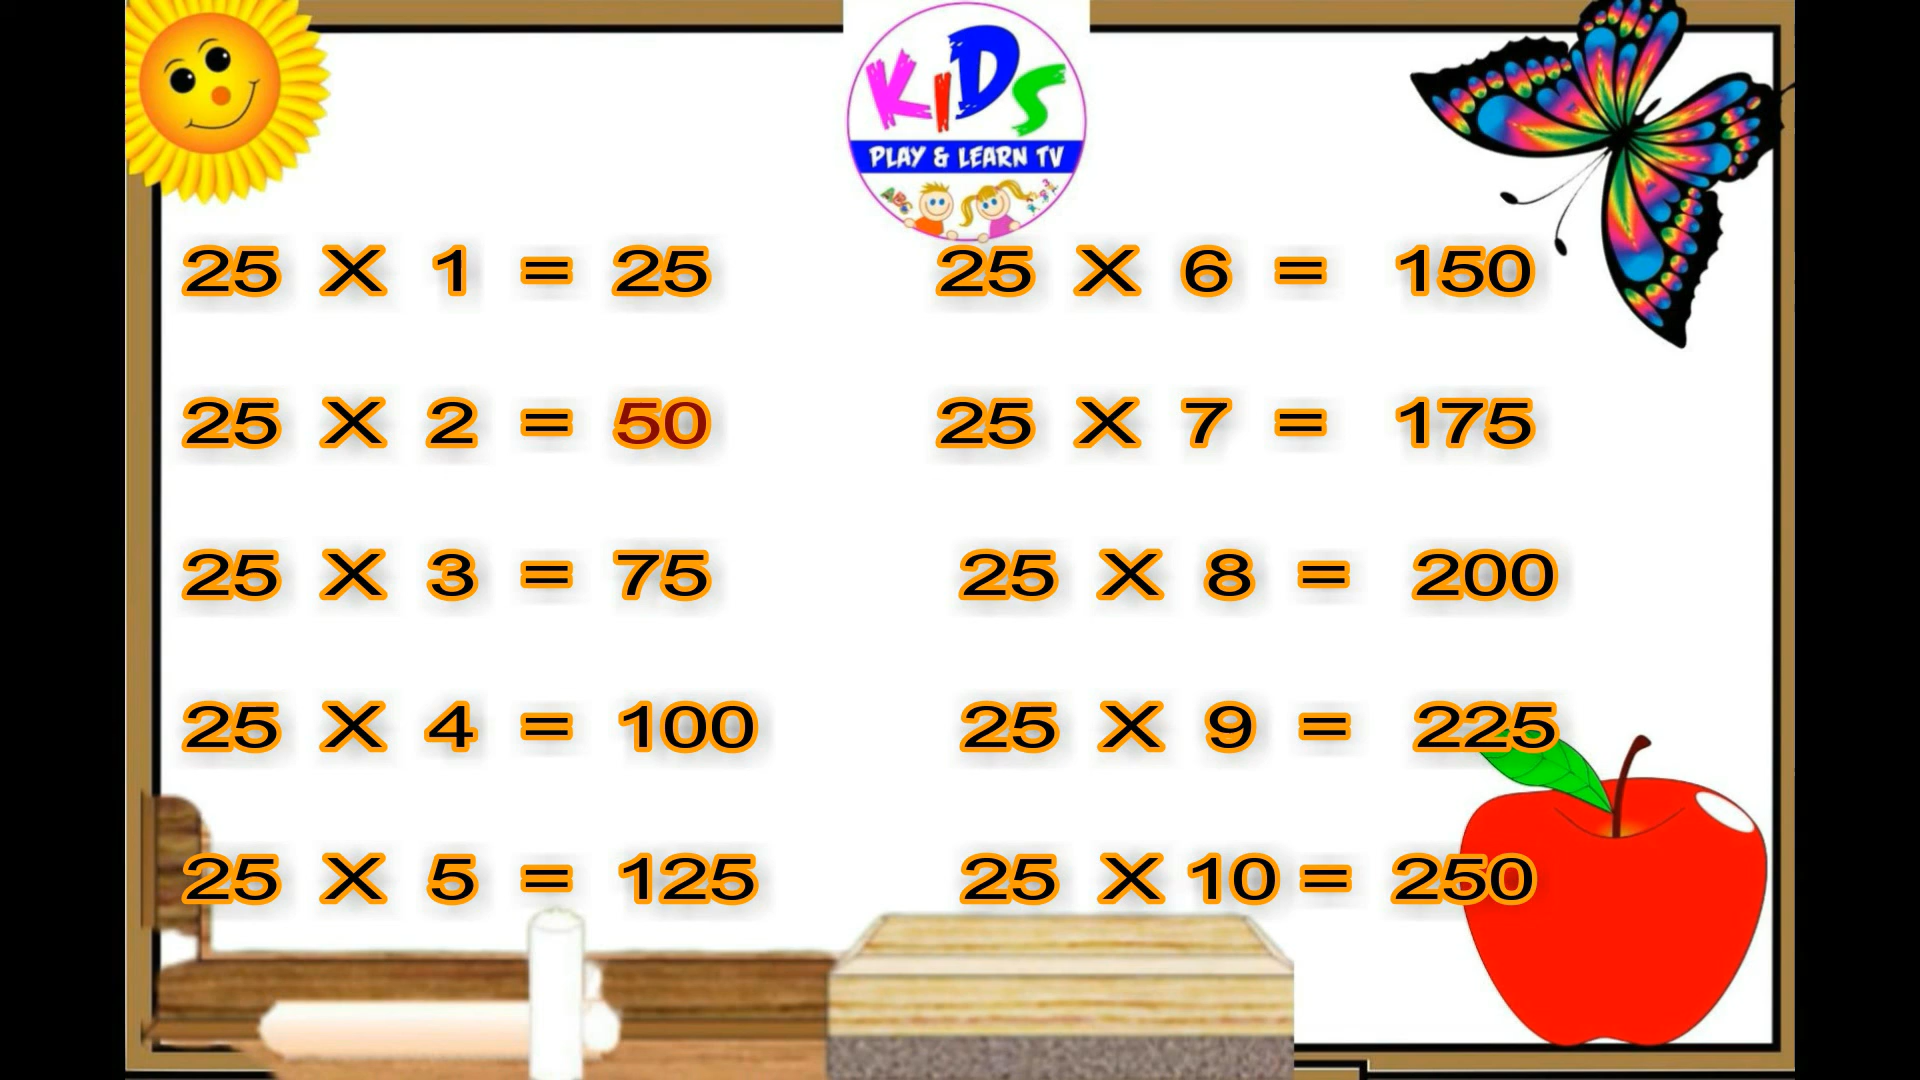 KiDS
PLAY & LEARN TV
ABC
25 X 1 = 25
25 X 2 = 50
25 X 3 = 75
25 X 4 = 100
25 X 5 = 125
25 X 6 = 150
25 X 7 = 175
25 X 8 = 200
25 X 9 = 225
25 X 10 = 250